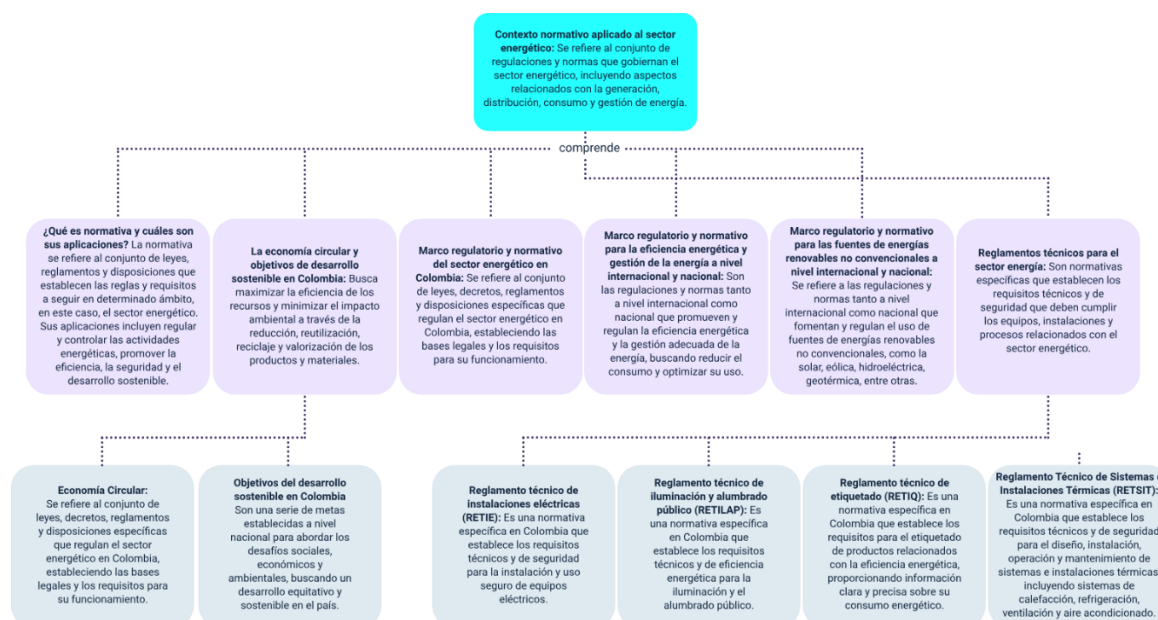 Contexto normativo aplicado al sector
energético: Se refiere al conjunto de
regulaciones y normas que gobiernan el
sector energético, incluyendo aspectos
relacionados con la generación,
distribución, consumo y gestión de energía.
comprende
¿Qué es normativa y cuáles son
sus aplicaciones? La normativa
se refiere al conjunto de leyes,
reglamentos y disposiciones que
establecen las reglas y requisitos
a seguir en determinado ámbito,
en este caso, el sector energético.
Sus aplicaciones incluyen regular
y controlar las actividades
energéticas, promover la
eficiencia, la seguridad y el
desarrollo sostenible.
La economía circular y
objetivos de desarrollo
sostenible en Colombia: Busca
maximizar la eficiencia de los
recursos y minimizar el impacto
ambiental a través de la
reducción, reutilización,
reciclaje y valorización de los
productos y materiales.
Marco regulatorio y normativo
del sector energético en
Colombia: Se refiere al conjunto
de leyes, decretos, reglamentos
y disposiciones específicas que
regulan el sector energético en
Colombia, estableciendo las
bases legales y los requisitos
para su funcionamiento.
Marco regulatorio y normativo
para la eficiencia energética y
gestión de la energía a nivel
internacional y nacional: Son
las regulaciones y normas tanto
a nivel internacional como
nacional que promueven y
regulan la eficiencia energética
y la gestión adecuada de la
energía, buscando reducir el
consumo y optimizar su uso.
Marco regulatorio y normativo
para las fuentes de energías
renovables no convencionales a
nivel internacional y nacional:
Se refiere a las regulaciones y
normas tanto a nivel
internacional como nacional que
fomentan y regulan el uso de
fuentes de energías renovables
no convencionales, como la
solar, eólica, hidroeléctrica,
geotérmica, entre otras.
Reglamentos técnicos para el
sector energía: Son normativas
específicas que establecen los
requisitos técnicos y de
seguridad que deben cumplir
los equipos, instalaciones y
procesos relacionados con el
sector energético.
Economía Circular:
Se refiere al conjunto de
leyes, decretos, reglamentos
y disposiciones específicas
que regulan el sector
energético en Colombia,
estableciendo las bases
legales y los requisitos para
su funcionamiento.
Objetivos del desarrollo
sostenible en Colombia
Son una serie de metas
establecidas a nivel
nacional para abordar los
desafíos sociales,
económicos y
ambientales, buscando un
desarrollo equitativo y
sostenible en el país.
Reglamento técnico de
instalaciones eléctricas
(RETIE): Es una normativa
específica en Colombia que
establece los requisitos
técnicos y de seguridad
para la instalación y uso
seguro de equipos
eléctricos.
Reglamento técnico de
iluminación y alumbrado
público (RETILAP): Es
una normativa específica
en Colombia que
establece los requisitos
técnicos y de eficiencia
energética para la
iluminación y el
alumbrado público.
Reglamento técnico de
etiquetado (RETIQ): Es una
normativa específica en
Colombia que establece los
requisitos para el etiquetado
de productos relacionados
con la eficiencia energética,
proporcionando información
clara y precisa sobre su
consumo energético.
Reglamento Técnico de Sistemas
Instalaciones Térmicas (RETSIT):
Es una normativa específica en
Colombia que establece los
requisitos técnicos y de seguridad
para el diseño, instalación,
operación y mantenimiento de
sistemas e instalaciones térmicas
incluyendo sistemas de
calefacción, refrigeración,
ventilación y aire acondicionado.